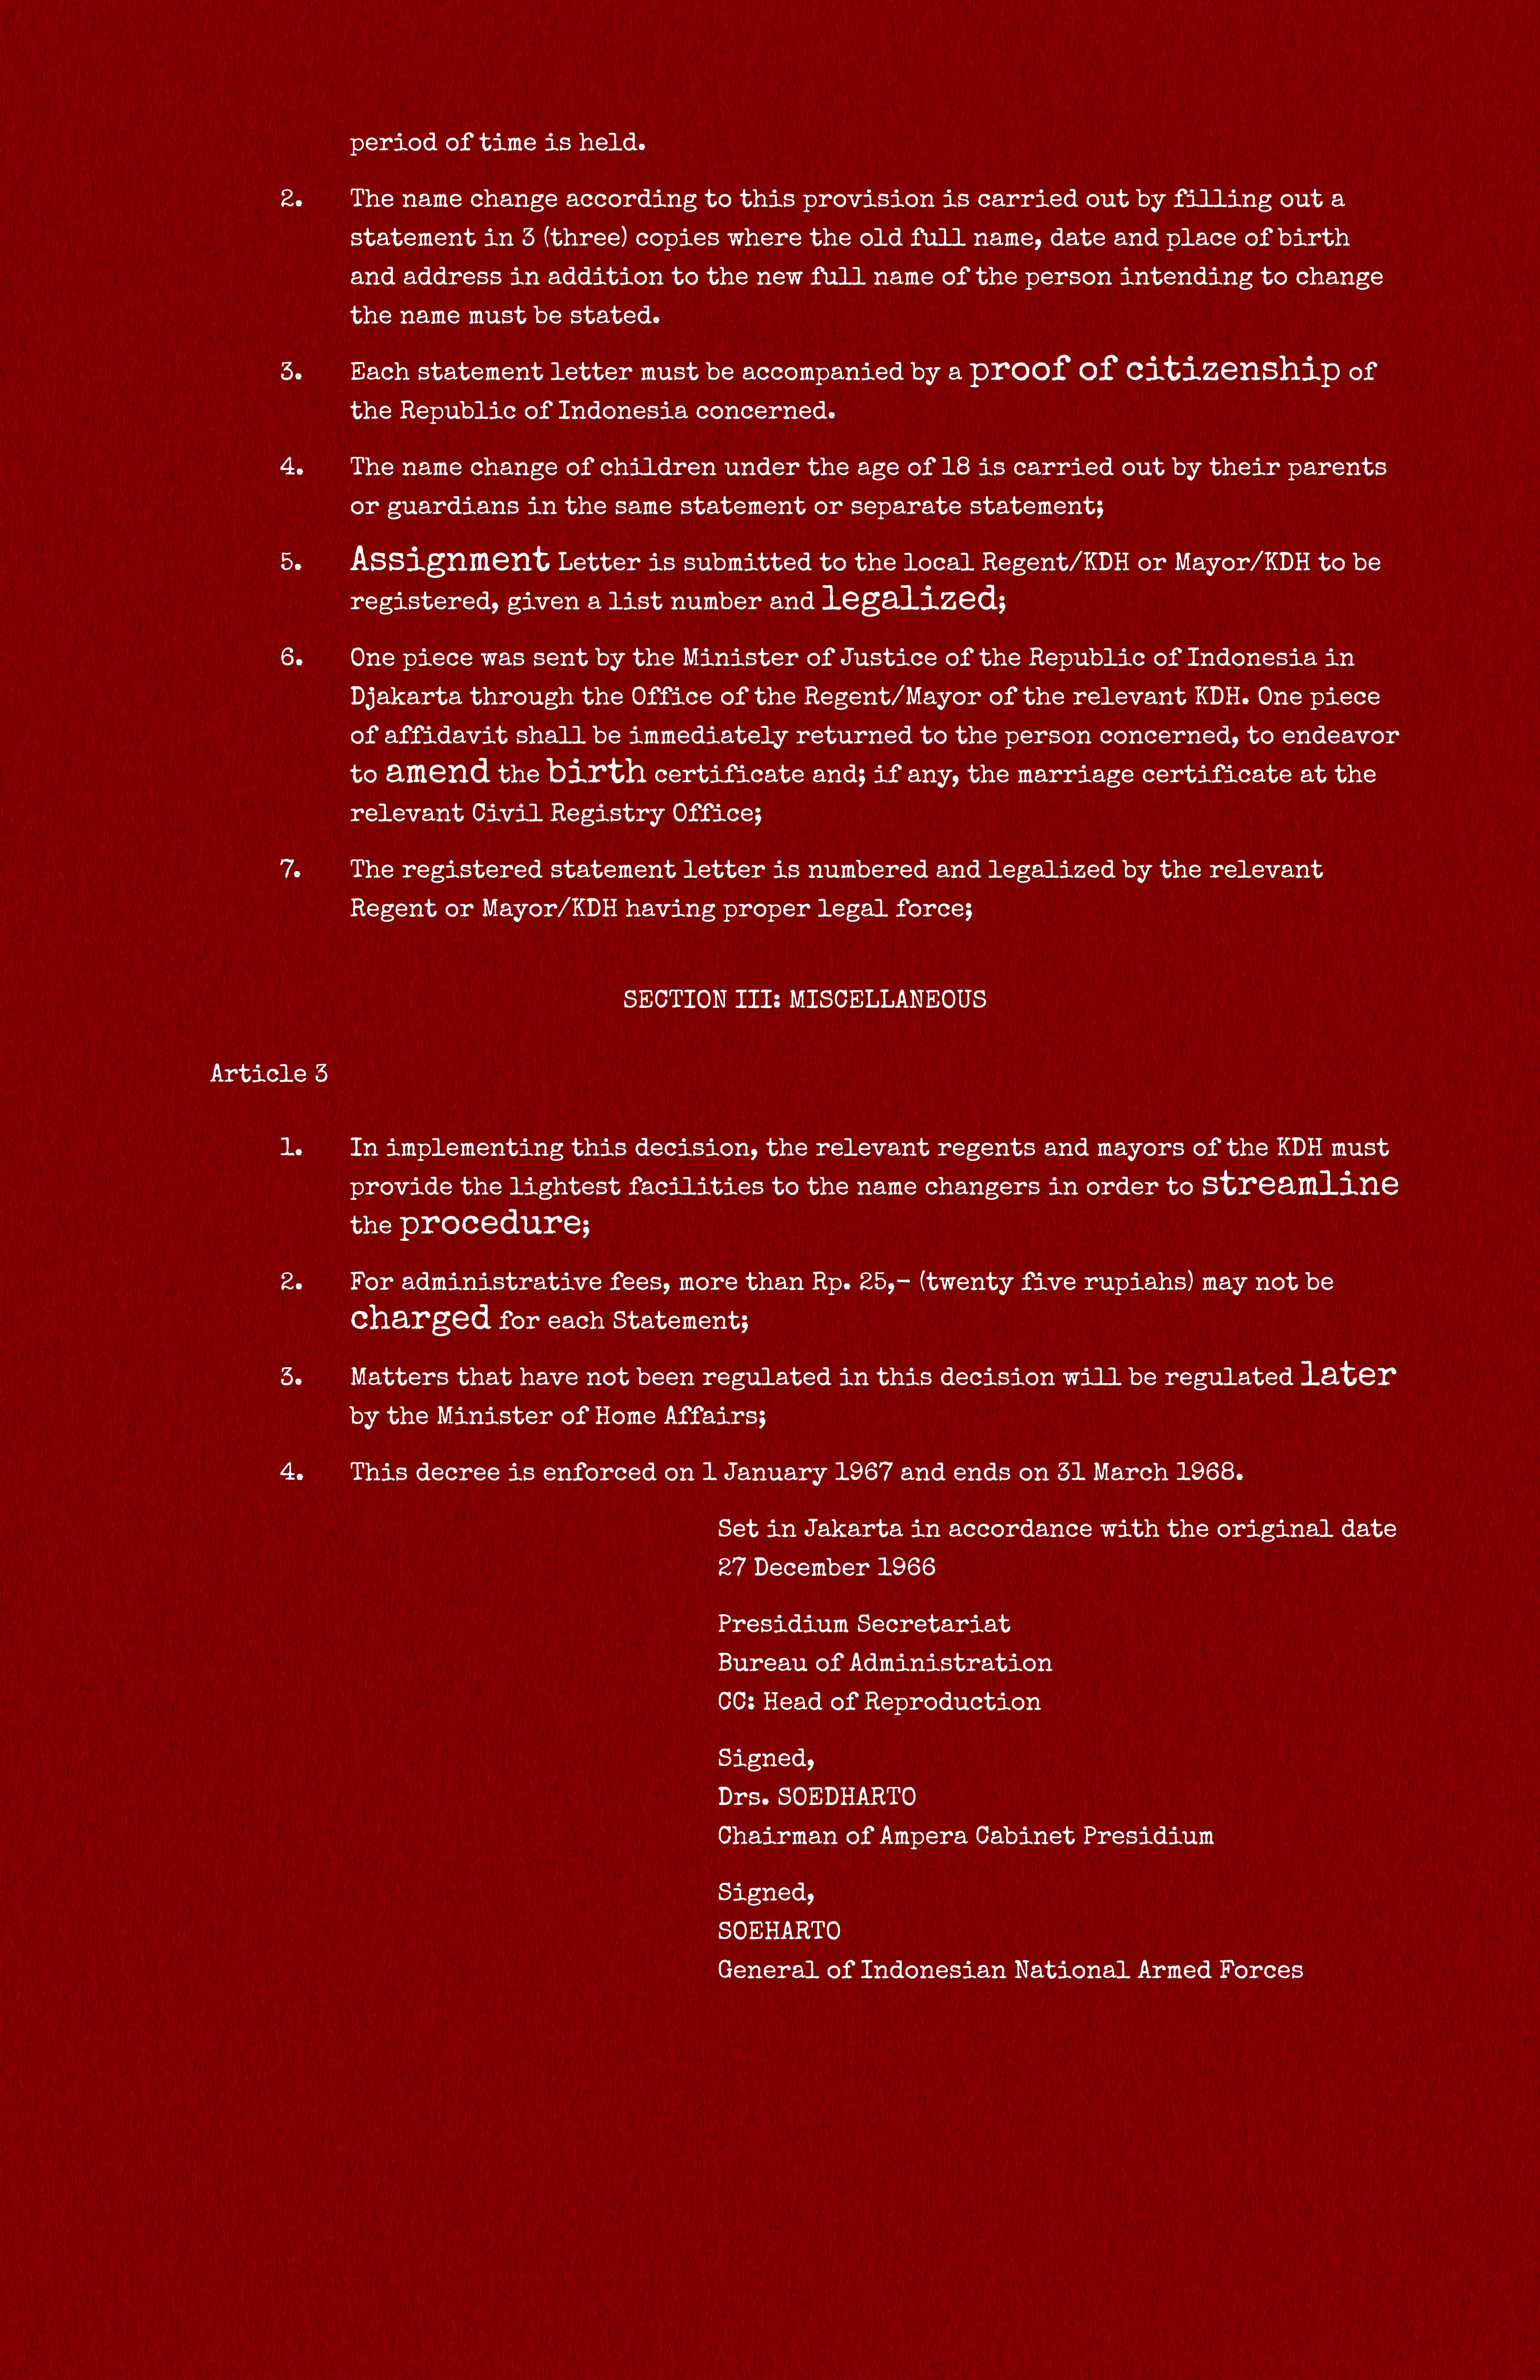 period of time is held.
2. The name change according to this provision is carried out by filling out a
statement in 3 (three) copies where the old full name, date and place of birth
and address in addition to the new full name of the person intending to change
the name must be stated.
3. Each statement letter must be accompanied by a proof of citizenship of
the Republic of Indonesia concerned.
4. The name change of children under the age of 18 is carried out by their parents
or guardians in the same statement or separate statement;
5. Assignment Letter is submitted to the local Regent/KDH or Mayor/KDH to be
registered, given a list number and legalized;
6. One piece was sent by the Minister of Justice of the Republic of Indonesia in
Djakarta through the Office of the Regent/Mayor of the relevant KDH. One piece
of affidavit shall be immediately returned to the person concerned, to endeavor
to amend the birth certificate and; if any, the marriage certificate at the
relevant Civil Registry Office;
7. The registered statement letter is numbered and legalized by the relevant
Regent or Mayor/KDH having proper legal force;
SECTION III: MISCELLANEOUS
Article 3
1. In implementing this decision, the relevant regents and mayors of the KDH must
provide the lightest facilities to the name changers in order to streamline
the procedure;
2. For administrative fees, more than Rp. 25,- (twenty five rupiahs) may not be
charged for each Statement;
3. Matters that have not been regulated in this decision will be regulated later
by the Minister of Home Affairs;
4. This decree is enforced on 1 January 1967 and ends on 31 March 1968.
Set in Jakarta in accordance with the original date
27 December 1966
Presidium Secretariat
Bureau of Administration
CC: Head of Reproduction
Signed,
Drs. SOEDHARTO
Chairman of Ampera Cabinet Presidium
Signed,
SOEHARTO
General of Indonesian National Armed Forces